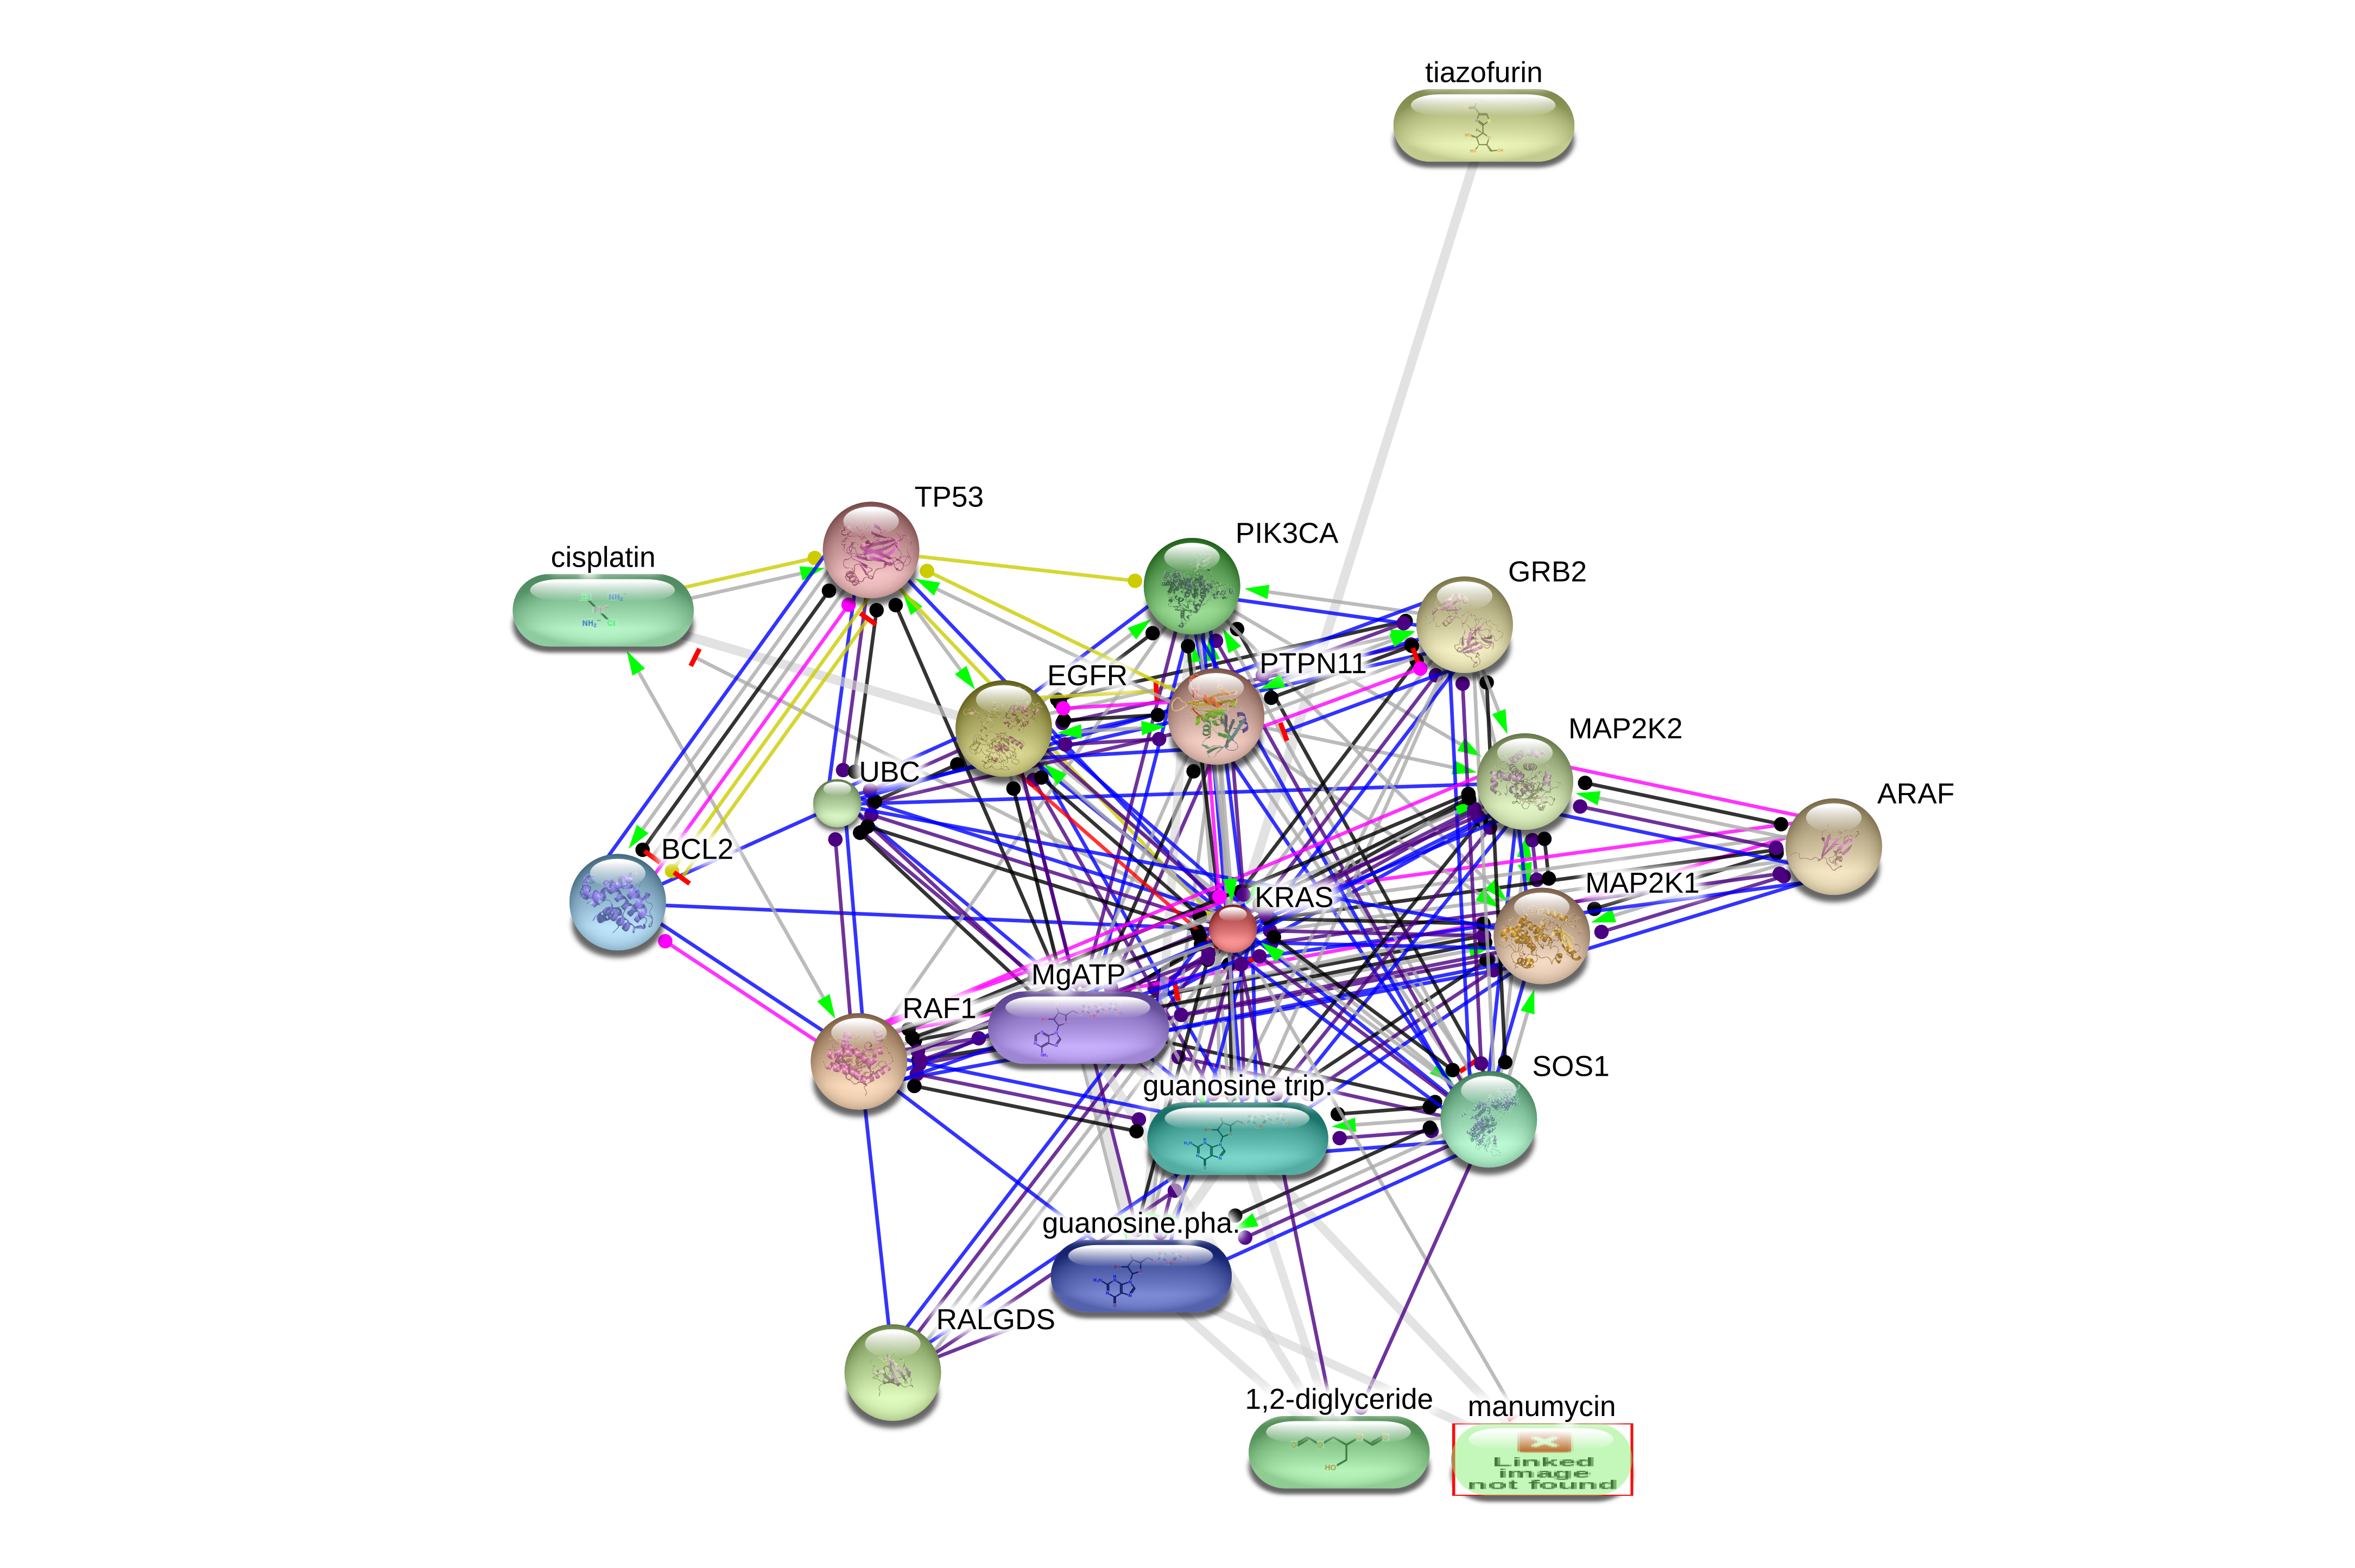 tiazofurin
TP53
PIK3CA
cisplatin
GRB2
EGFR
PTPN11
MAP2K2
UBC
ARAF
BCL2
MAP2K1
KRAS
MgATP
RAF1
SOS1
guanosine trip.
guanosine.pha.
RALGDS
1,2-diglyceride
manumycin
Linked
image
not found